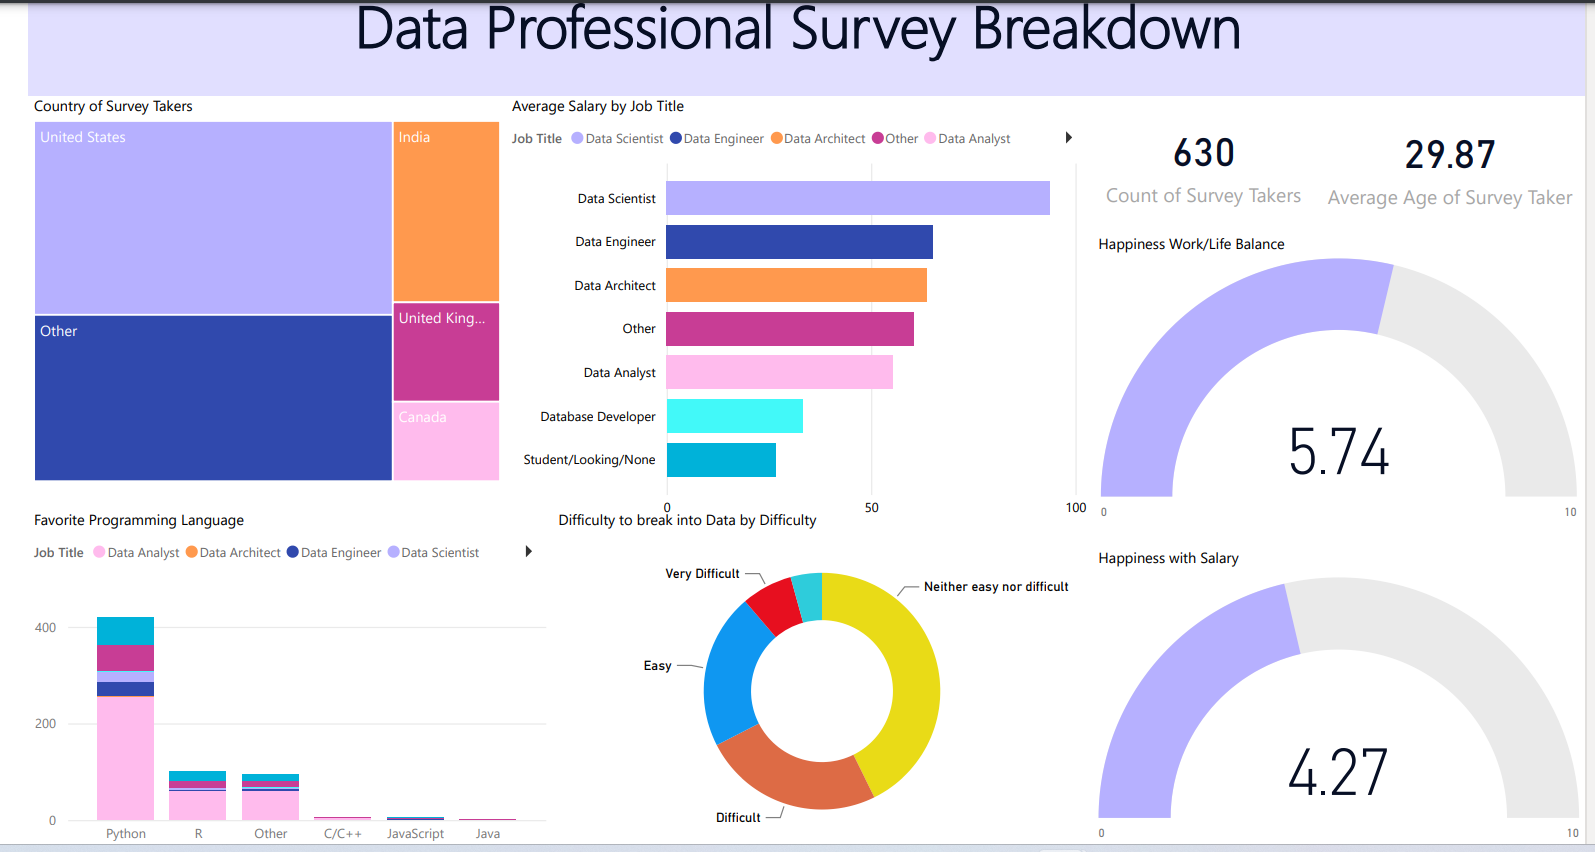 Data Professional Survey Breakdown
Country of Survey Takers
United States
India
Other
United King...
Canada
Average Salary by Job Title
Job Title Data Scientist Data Engineer Data Architect Other Data Analyst
Data Scientist
Data Engineer
Data Architect
Other
Data Analyst
Database Developer
Student/Looking/None
0 50 100
630
Count of Survey Takers
29.87
Average Age of Survey Taker
Happiness Work/Life Balance
5.74
0 10
Favorite Programming Language
Job Title Data Analyst Data Architect Data Engineer Data Scientist
400
200
0
Python R Other C/C++ JavaScript Java
Difficulty to break into Data by Difficulty
Very Difficult
Neither easy nor difficult
Easy
Difficult
Happiness with Salary
4.27
0 10